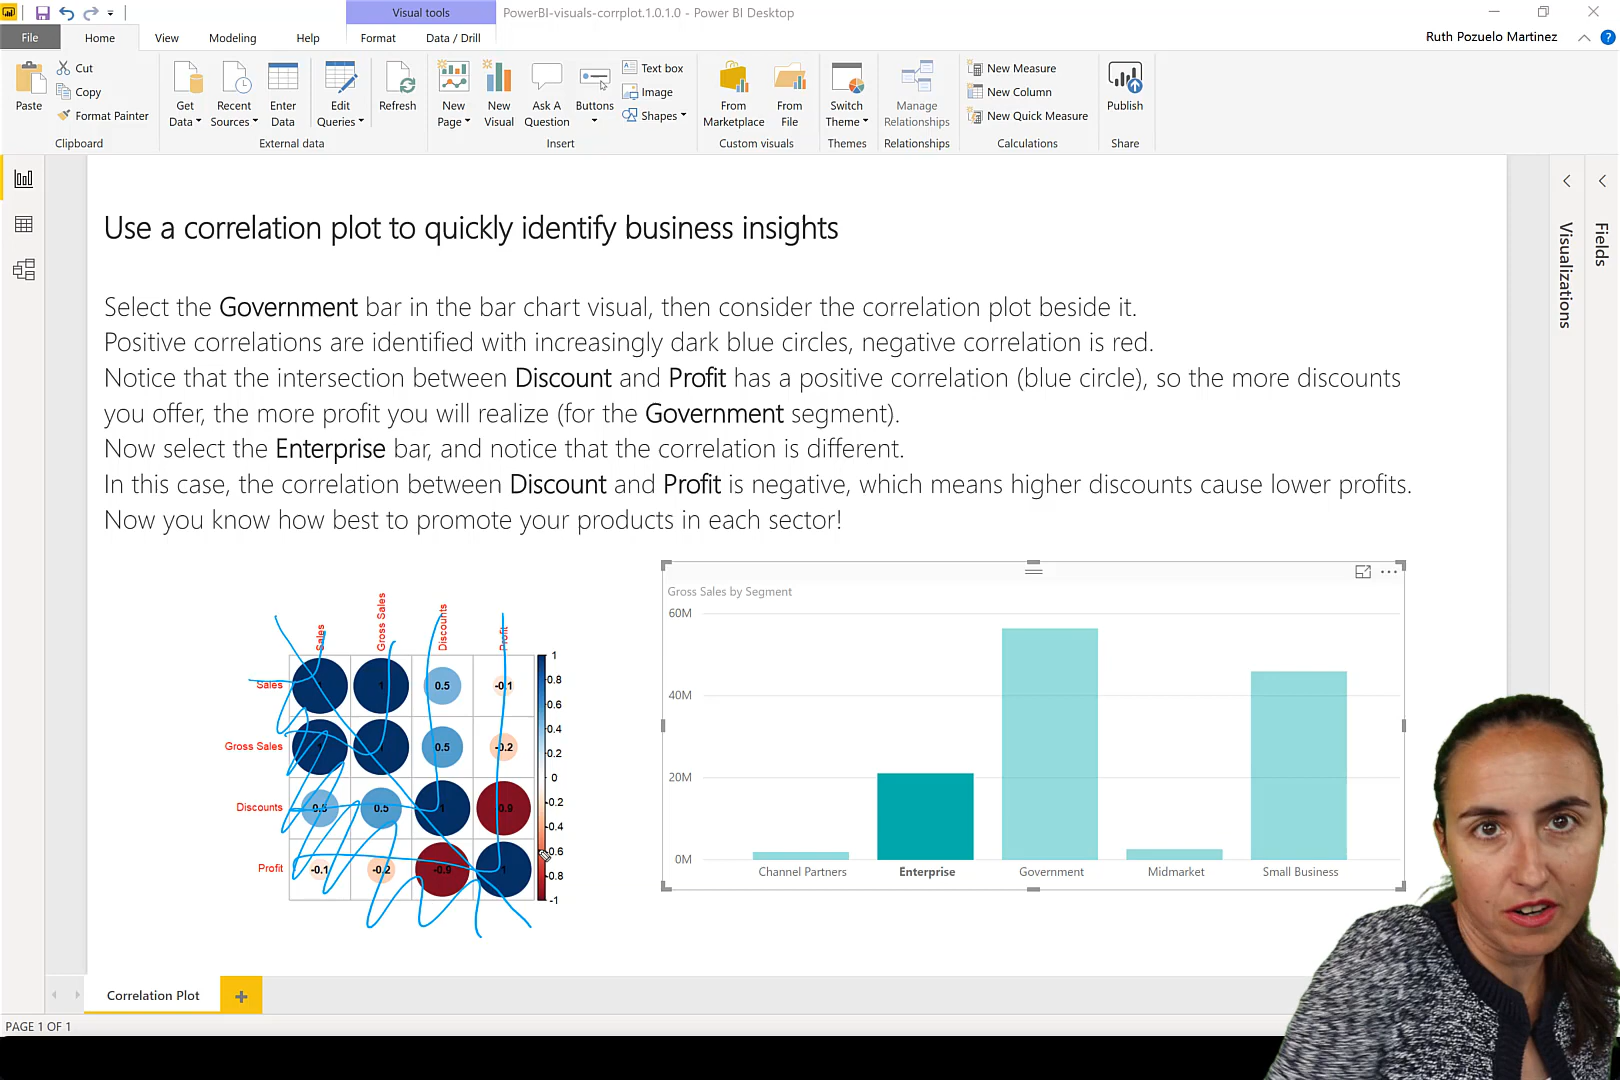 Visual tools
PowerBI-visuals-corrplot.1.0.1.0 - Power BI Desktop
File
Home
View
Modeling
Help
Format
Data / Drill
Ruth Pozuelo Martinez
Paste
Cut
Copy
Format Painter
Clipboard
Get Data
Recent Sources
Enter Data
Edit Queries
External data
Refresh
New Page
New Visual
Ask A Question
Buttons
Text box
Image
Shapes
Insert
From Marketplace
From File
Custom visuals
Switch Theme
Themes
Manage Relationships
Relationships
New Measure
New Column
New Quick Measure
Calculations
Publish
Share
Use a correlation plot to quickly identify business insights
Select the Government bar in the bar chart visual, then consider the correlation plot beside it.
Positive correlations are identified with increasingly dark blue circles, negative correlation is red.
Notice that the intersection between Discount and Profit has a positive correlation (blue circle), so the more discounts
you offer, the more profit you will realize (for the Government segment).
Now select the Enterprise bar, and notice that the correlation is different.
In this case, the correlation between Discount and Profit is negative, which means higher discounts cause lower profits.
Now you know how best to promote your products in each sector!
Visualizations
Fields
Sales
Gross Sales
Discounts
Profit
Sales 1 0.5 -0.1
Gross Sales 1 0.5 -0.2
Discounts 0.5 0.5 1 -0.9
Profit -0.1 -0.2 -0.9 1
1
0.8
0.6
0.4
0.2
0
-0.2
-0.4
-0.6
-0.8
-1
Gross Sales by Segment
60M
40M
20M
0M
Channel Partners
Enterprise
Government
Midmarket
Small Business
Correlation Plot
PAGE 1 OF 1